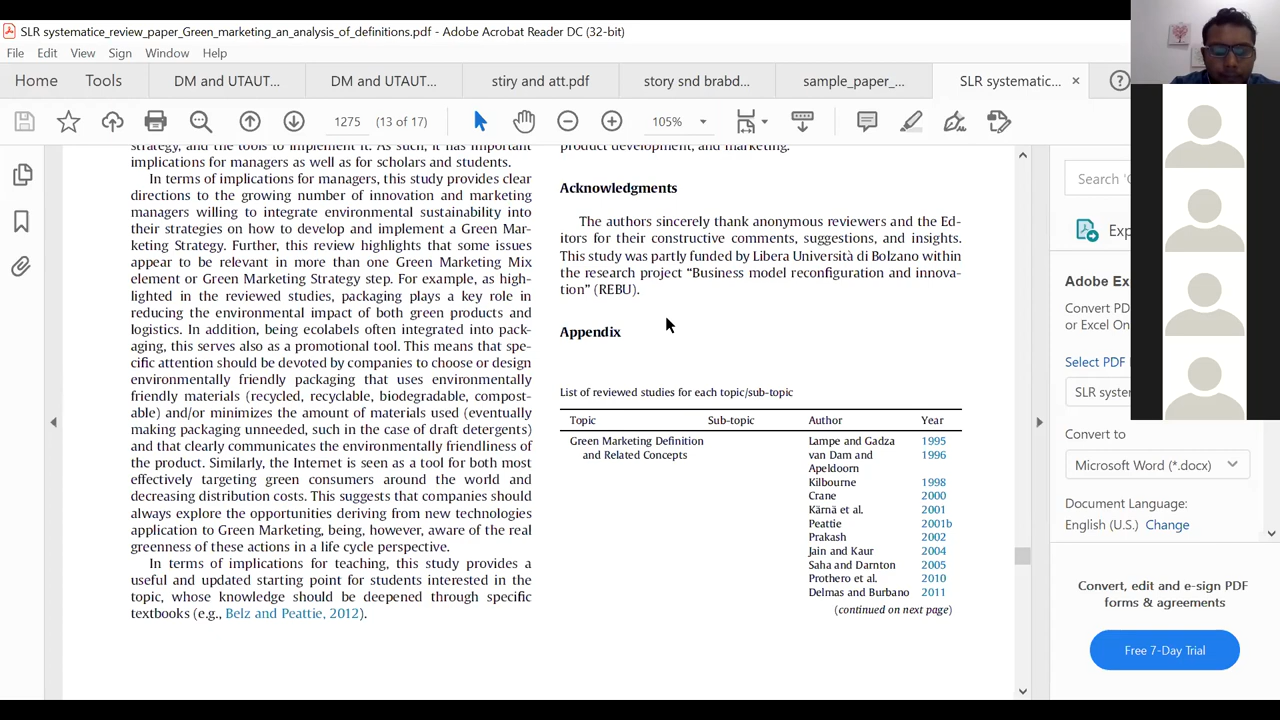 SLR systematice_review_paper_Green_marketing_an_analysis_of_definitions.pdf - Adobe Acrobat Reader DC (32-bit)
File Edit View Sign Window Help
Home Tools DM and UTAUT... DM and UTAUT... stiry and att.pdf story snd brabd... sample_paper_... SLR systematic... ×
1275 (13 of 17) 105%
strategy, and the tools to implement it. As such, it has important
implications for managers as well as for scholars and students.
In terms of implications for managers, this study provides clear
directions to the growing number of innovation and marketing
managers willing to integrate environmental sustainability into
their strategies on how to develop and implement a Green Mar-
keting Strategy. Further, this review highlights that some issues
appear to be relevant in more than one Green Marketing Mix
element or Green Marketing Strategy step. For example, as high-
lighted in the reviewed studies, packaging plays a key role in
reducing the environmental impact of both green products and
logistics. In addition, being ecolabels often integrated into pack-
aging, this serves also as a promotional tool. This means that spe-
cific attention should be devoted by companies to choose or design
environmentally friendly packaging that uses environmentally
friendly materials (recycled, recyclable, biodegradable, compost-
able) and/or minimizes the amount of materials used (eventually
making packaging unneeded, such in the case of draft detergents)
and that clearly communicates the environmentally friendliness of
the product. Similarly, the Internet is seen as a tool for both most
effectively targeting green consumers around the world and
decreasing distribution costs. This suggests that companies should
always explore the opportunities deriving from new technologies
application to Green Marketing, being, however, aware of the real
greenness of these actions in a life cycle perspective.
In terms of implications for teaching, this study provides a
useful and updated starting point for students interested in the
topic, whose knowledge should be deepened through specific
textbooks (e.g., Belz and Peattie, 2012).
product development, and marketing.
Acknowledgments
The authors sincerely thank anonymous reviewers and the Ed-
itors for their constructive comments, suggestions, and insights.
This study was partly funded by Libera Università di Bolzano within
the research project “Business model reconfiguration and innova-
tion” (REBU).
Appendix
List of reviewed studies for each topic/sub-topic
Topic Sub-topic Author Year
Green Marketing Definition Lampe and Gadza 1995
and Related Concepts van Dam and 1996
Apeldoorn
Kilbourne 1998
Crane 2000
Kärnä et al. 2001
Peattie 2001b
Prakash 2002
Jain and Kaur 2004
Saha and Darnton 2005
Prothero et al. 2010
Delmas and Burbano 2011
(continued on next page)
Search '
Exp
Adobe Ex
Convert PD
or Excel On
Select PDF
SLR syste
Convert to
Microsoft Word (*.docx)
Document Language:
English (U.S.) Change
Convert, edit and e-sign PDF
forms & agreements
Free 7-Day Trial